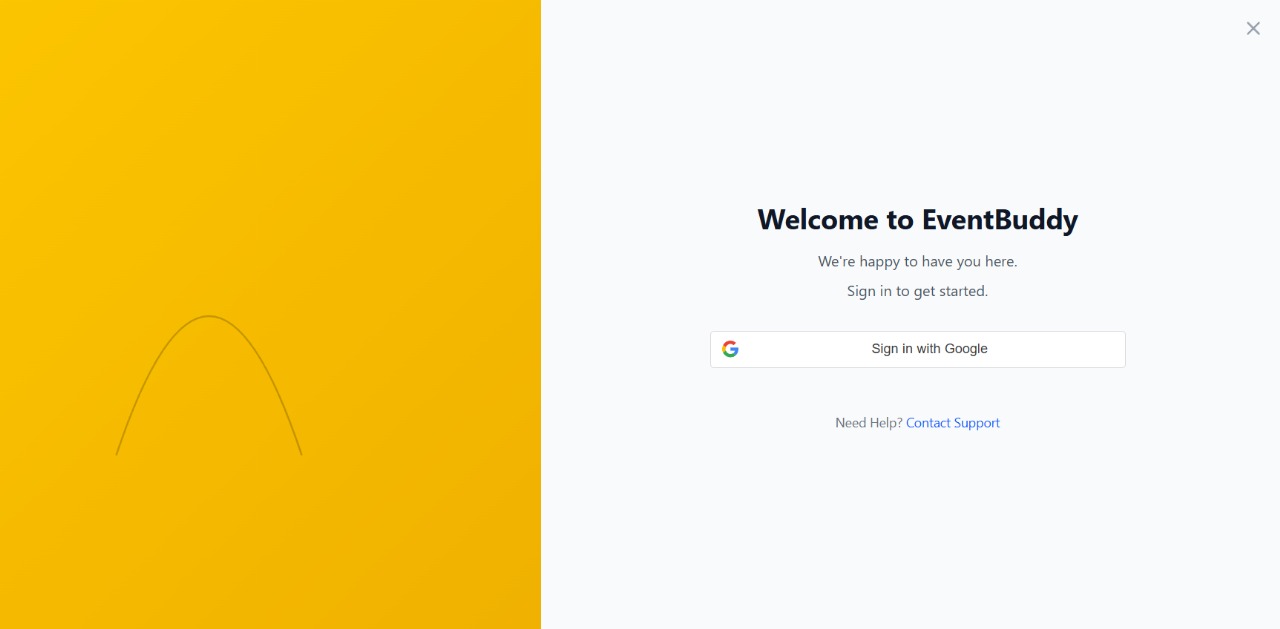 Welcome to EventBuddy
We're happy to have you here.
Sign in to get started.
Sign in with Google
Need Help? Contact Support